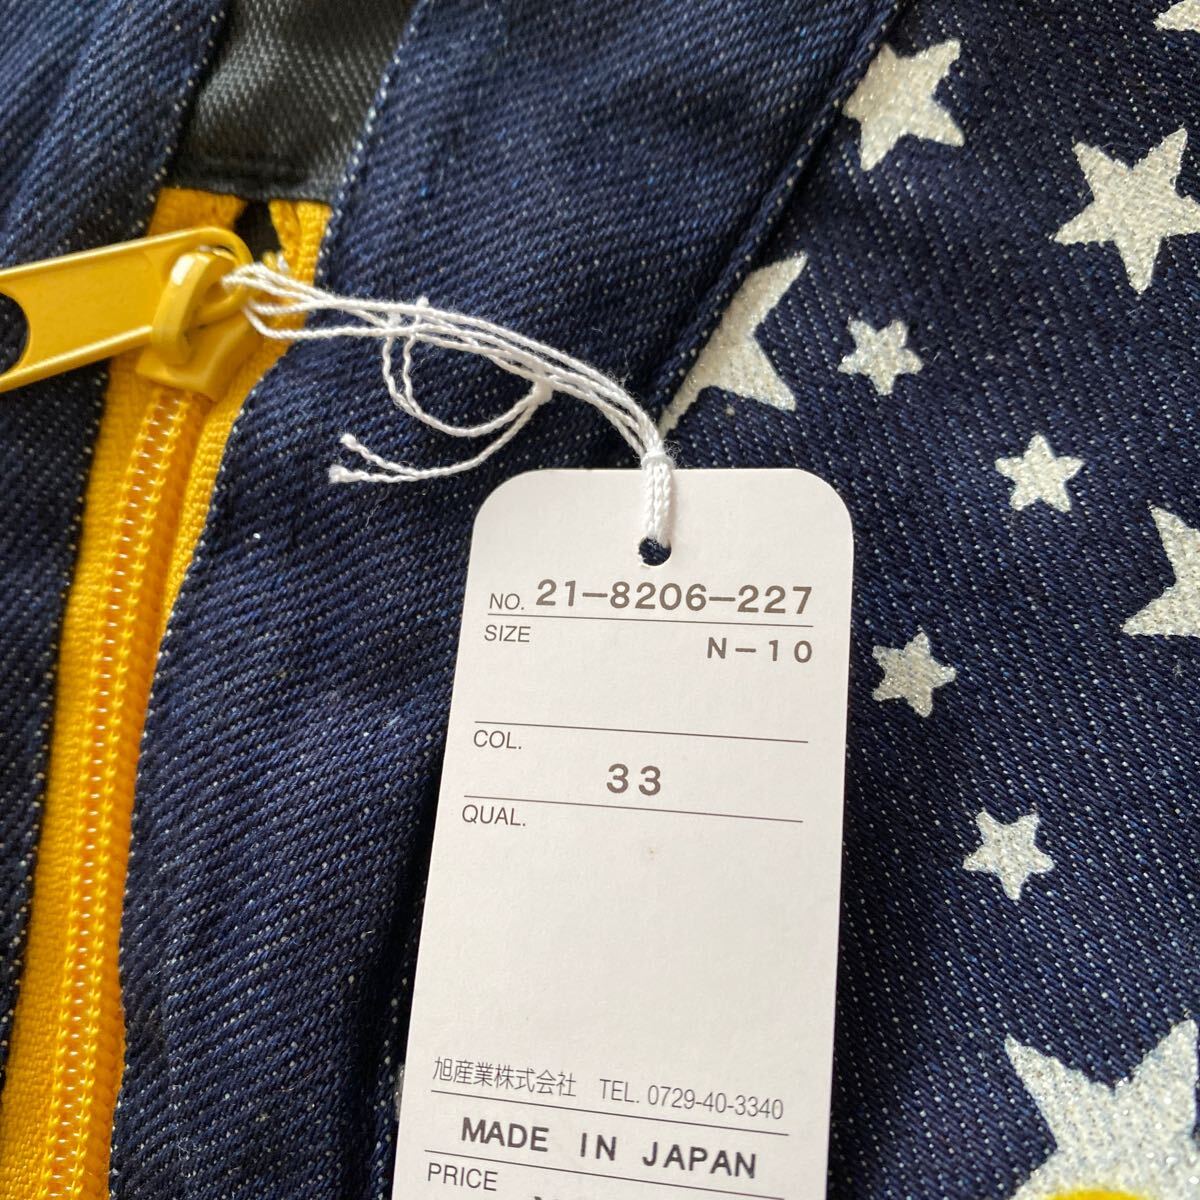 NO. 21-8206-227
SIZE N-10
COL. 33
QUAL.
旭産業株式会社 TEL. 0729-40-3340
MADE IN JAPAN
PRICE